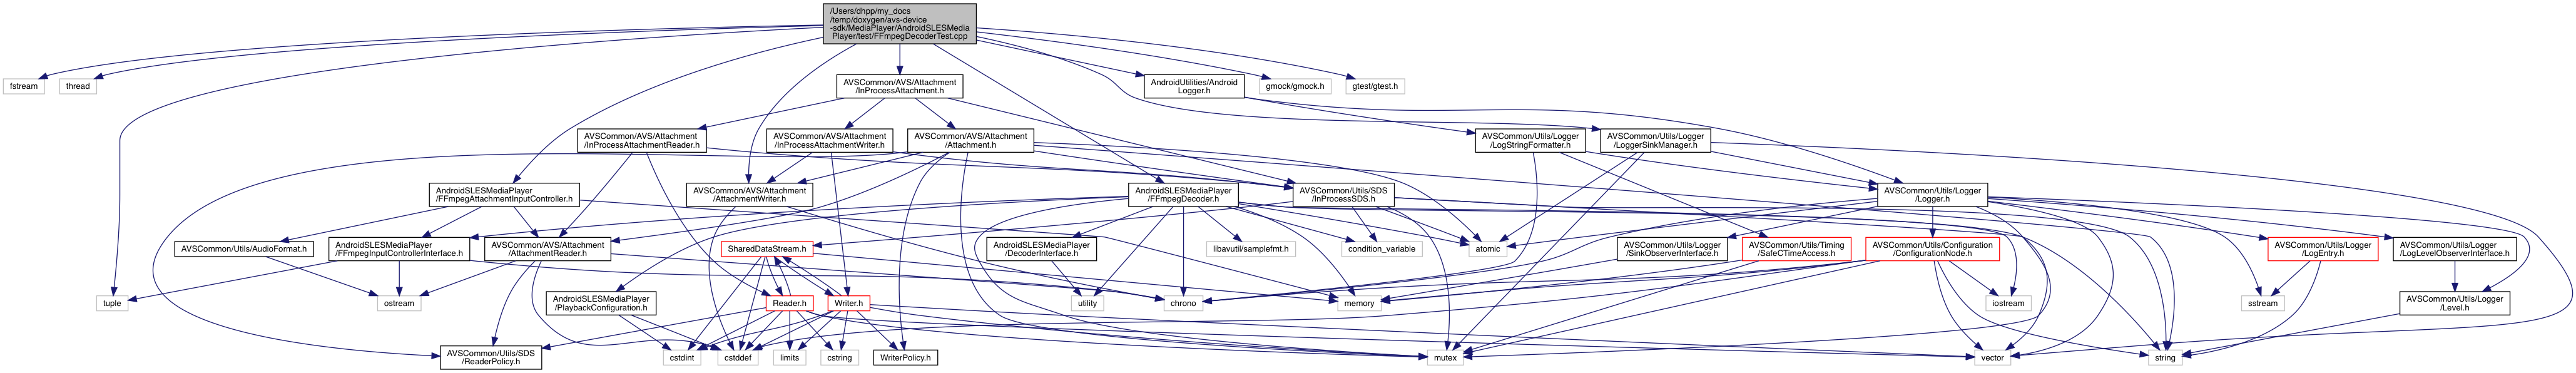 /Users/dhpp/my_docs
/temp/doxygen/avs-device
-sdk/MediaPlayer/AndroidSLESMedia
Player/test/FFmpegDecoderTest.cpp
fstream
thread
AVSCommon/AVS/Attachment
/InProcessAttachment.h
AndroidUtilities/Android
Logger.h
gmock/gmock.h
gtest/gtest.h
AVSCommon/AVS/Attachment
/InProcessAttachmentReader.h
AVSCommon/AVS/Attachment
/InProcessAttachmentWriter.h
AVSCommon/AVS/Attachment
/Attachment.h
AVSCommon/Utils/Logger
/LogStringFormatter.h
AVSCommon/Utils/Logger
/LoggerSinkManager.h
AndroidSLESMediaPlayer
/FFmpegAttachmentInputController.h
AVSCommon/AVS/Attachment
/AttachmentWriter.h
AndroidSLESMediaPlayer
/FFmpegDecoder.h
AVSCommon/Utils/SDS
/InProcessSDS.h
AVSCommon/Utils/Logger
/Logger.h
AVSCommon/Utils/AudioFormat.h
AndroidSLESMediaPlayer
/FFmpegInputControllerInterface.h
AVSCommon/AVS/Attachment
/AttachmentReader.h
SharedDataStream.h
AndroidSLESMediaPlayer
/DecoderInterface.h
libavutil/samplefmt.h
condition_variable
atomic
AVSCommon/Utils/Logger
/SinkObserverInterface.h
AVSCommon/Utils/Timing
/SafeCTimeAccess.h
AVSCommon/Utils/Configuration
/ConfigurationNode.h
AVSCommon/Utils/Logger
/LogEntry.h
AVSCommon/Utils/Logger
/LogLevelObserverInterface.h
tuple
ostream
AndroidSLESMediaPlayer
/PlaybackConfiguration.h
Reader.h
Writer.h
utility
chrono
memory
iostream
sstream
AVSCommon/Utils/Logger
/Level.h
AVSCommon/Utils/SDS
/ReaderPolicy.h
cstdint
cstddef
limits
cstring
WriterPolicy.h
mutex
vector
string